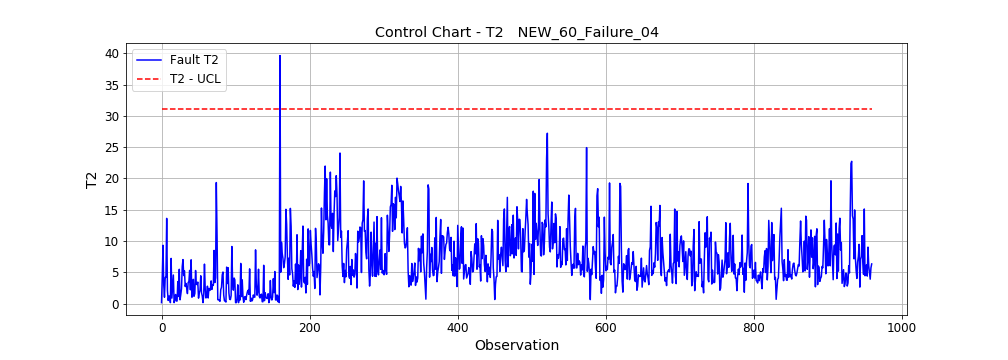 Control Chart - T2   NEW_60_Failure_04
Fault T2
T2 - UCL
T2
40
35
30
25
20
15
10
5
0
0 200 400 600 800 1000
Observation